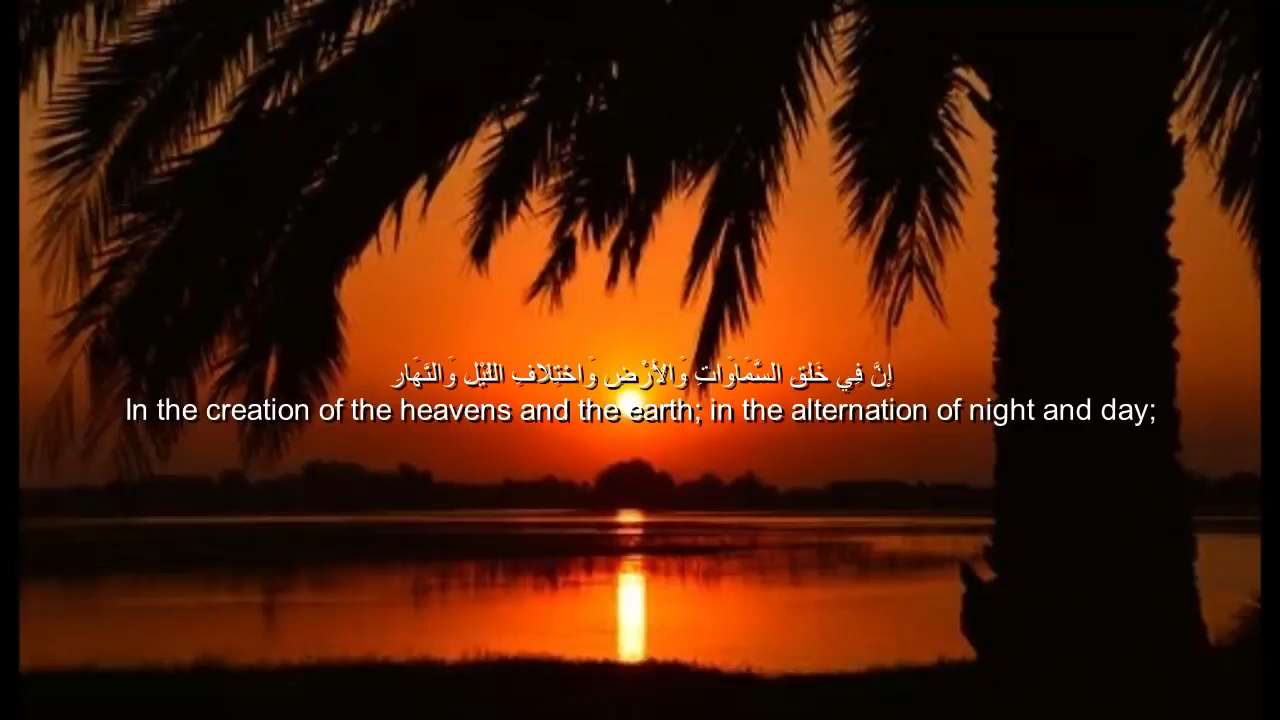 إِنَّ فِي خَلْقِ السَّمَاوَاتِ وَالأَرْضِ وَاخْتِلافِ اللَّيْلِ وَالنَّهَارِ
In the creation of the heavens and the earth; in the alternation of night and day;